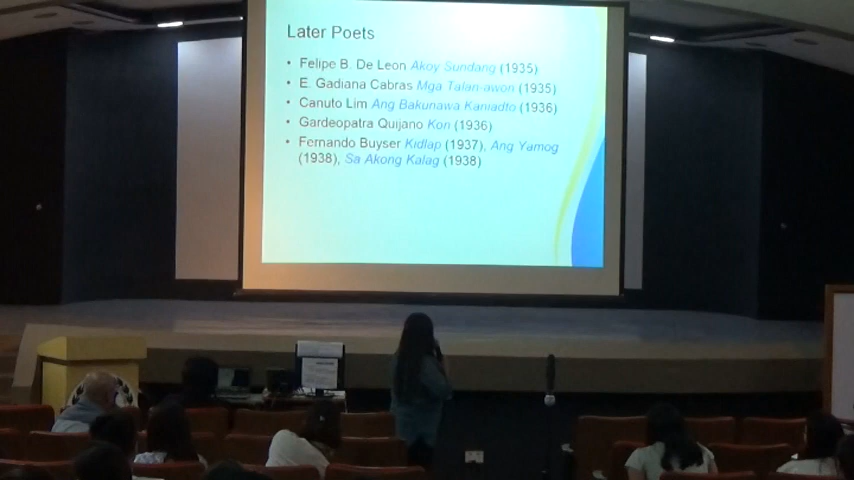 Later Poets
• Felipe B. De Leon Akoy Sundang (1935)
• E. Gadiana Cabras Mga Talan-awon (1935)
• Canuto Lim Ang Bakunawa Kaniadto (1936)
• Gardeopatra Quijano Kon (1936)
• Fernando Buyser Kidlap (1937), Ang Yamog
(1938), Sa Akong Kalag (1938)